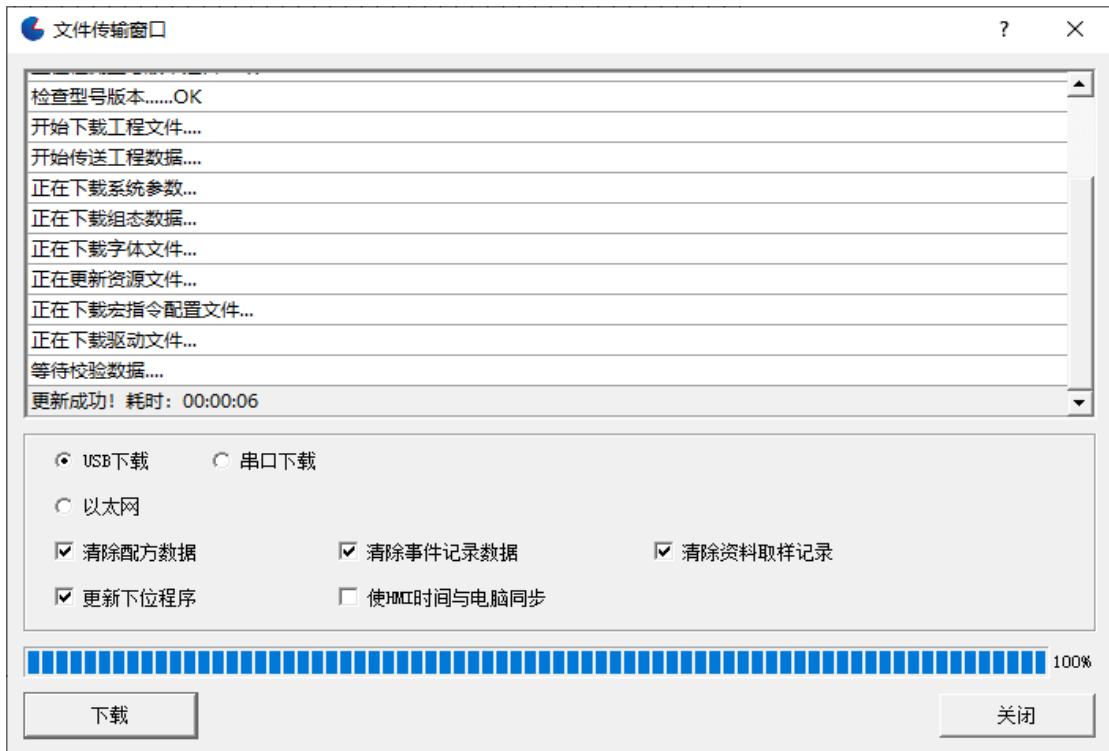 文件传输窗口
检查型号版本......OK
开始下载工程文件....
开始传送工程数据....
正在下载系统参数...
正在下载组态数据...
正在下载字体文件...
正在更新资源文件...
正在下载宏指令配置文件...
正在下载驱动文件...
等待校验数据....
更新成功！耗时：00:00:06
USB下载 串口下载
以太网
清除配方数据 清除事件记录数据 清除资料取样记录
更新下位程序 使HMI时间与电脑同步
100%
下载 关闭